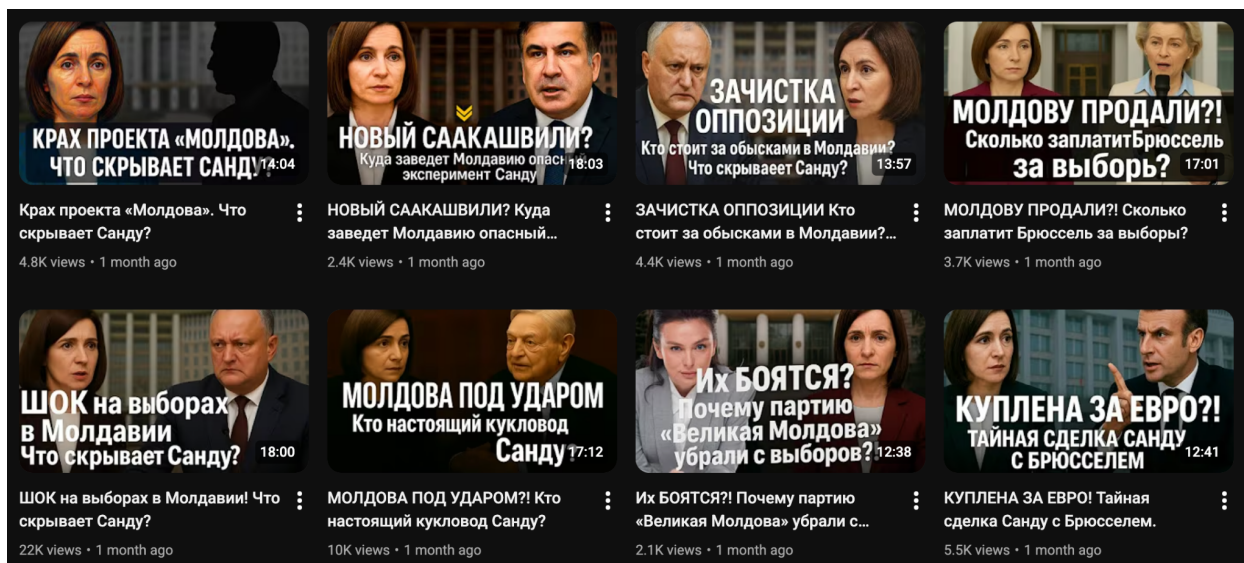 КРАХ ПРОЕКТА «МОЛДОВА».
ЧТО СКРЫВАЕТ САНДУ
14:04
Крах проекта «Молдова». Что
скрывает Санду?
4.8K views • 1 month ago
НОВЫЙ СААКАШВИЛИ?
Куда заведет Молдавию опасн
эксперимент Санду
18:03
НОВЫЙ СААКАШВИЛИ? Куда
заведет Молдавию опасный...
2.4K views • 1 month ago
ЗАЧИСТКА
ОППОЗИЦИИ
Кто стоит за обысками в Молдавии?
Что скрываеет Санду?
13:57
ЗАЧИСТКА ОППОЗИЦИИ Кто
стоит за обысками в Молдавии?...
4.4K views • 1 month ago
МОЛДОВУ ПРОДАЛИ?!
Сколько заплатитБрюссель
за выборь?
17:01
МОЛДОВУ ПРОДАЛИ?! Сколько
заплатит Брюссель за выборы?
3.7K views • 1 month ago
ШОК на выборах
в Молдавии
Что скрывает Санду?
18:00
ШОК на выборах в Молдавии! Что
скрывает Санду?
22K views • 1 month ago
МОЛДОВА ПОД УДАРОМ
Кто настоящий кукловод
Санду?
17:12
МОЛДОВА ПОД УДАРОМ?! Кто
настоящий кукловод Санду?
10K views • 1 month ago
Их БОЯТСЯ?
Почему партию
«Великая Молдова»
убрали с выборов?
12:38
Их БОЯТСЯ?! Почему партию
«Великая Молдова» убрали с...
2.1K views • 1 month ago
КУПЛЕНА ЗА ЕВРО?!
ТАЙНАЯ СДЕЛКА САНДУ
С БРЮССЕЛЕМ
12:41
КУПЛЕНА ЗА ЕВРО! Тайная
сделка Санду с Брюсселем.
5.5K views • 1 month ago